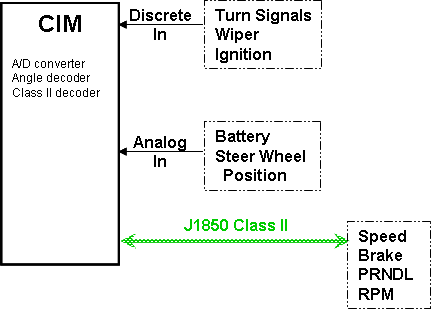 CIM
A/D converter
Angle decoder
Class II decoder
Discrete
In
Turn Signals
Wiper
Ignition
Analog
In
Battery
Steer Wheel
Position
J1850 Class II
Speed
Brake
PRNDL
RPM